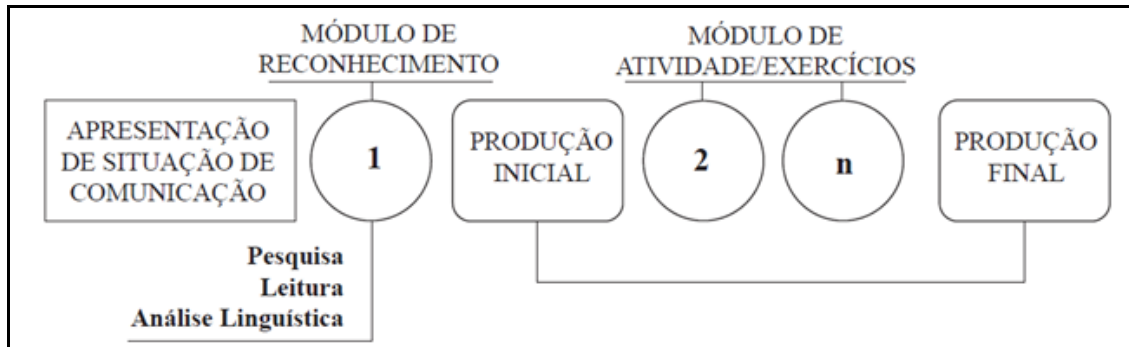 MÓDULO DE
RECONHECIMENTO
MÓDULO DE
ATIVIDADE/EXERCÍCIOS
APRESENTAÇÃO
DE SITUAÇÃO DE
COMUNICAÇÃO
1
PRODUÇÃO
INICIAL
2
n
PRODUÇÃO
FINAL
Pesquisa
Leitura
Análise Linguística